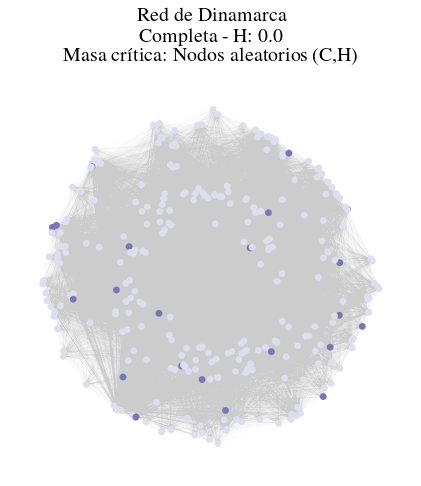 Red de Dinamarca
Completa - H: 0.0
Masa crítica: Nodos aleatorios (C,H)